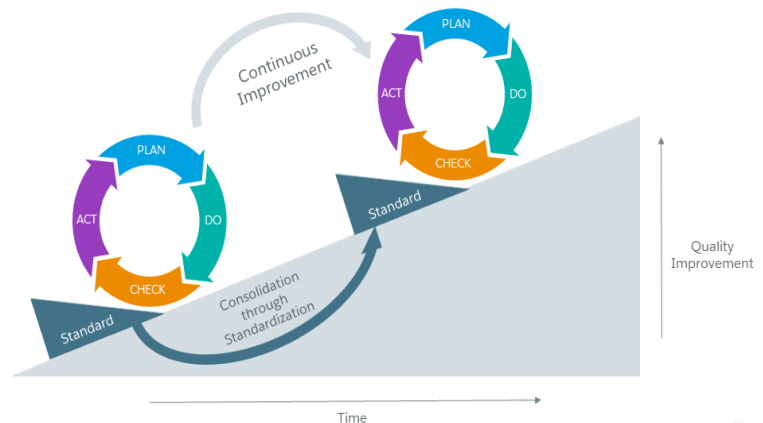 PLAN
Continuous
Improvement
ACT
DO
CHECK
PLAN
ACT
DO
CHECK
Standard
Standard
Consolidation
through
Standardization
Quality
Improvement
Time